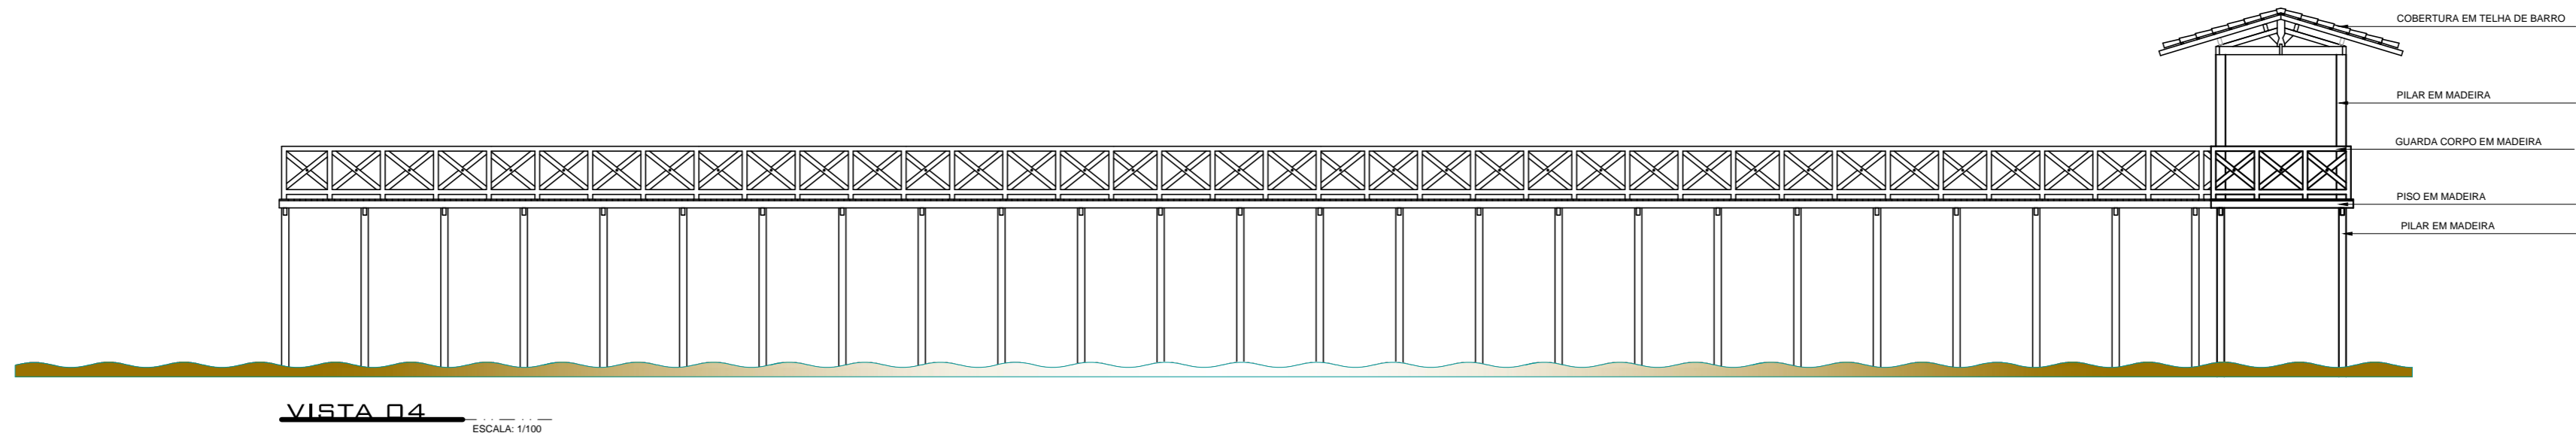 COBERTURA EM TELHA DE BARRO
PILAR EM MADEIRA
GUARDA CORPO EM MADEIRA
PISO EM MADEIRA
PILAR EM MADEIRA
VISTA 04
ESCALA: 1/100